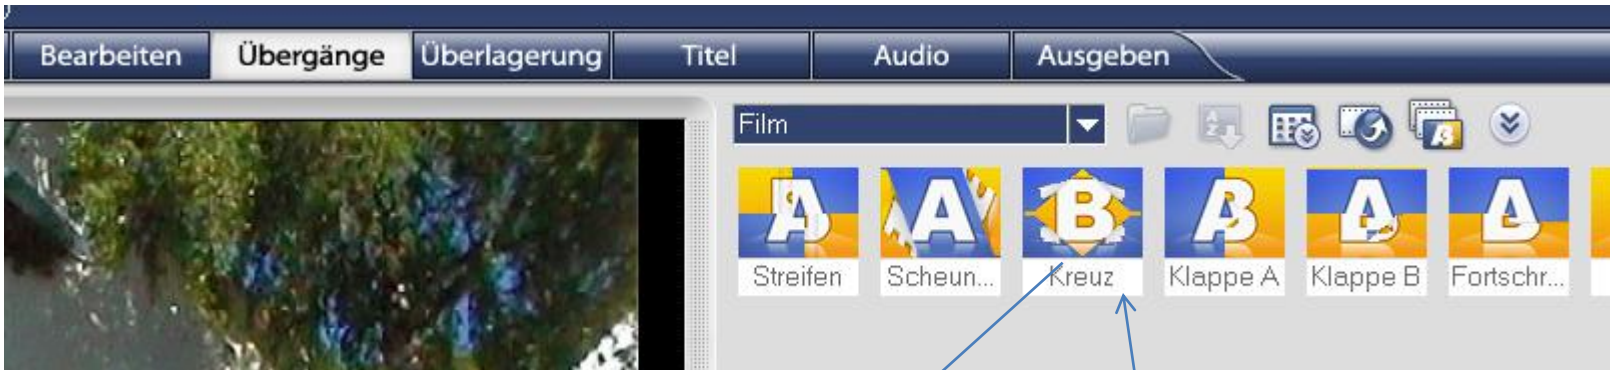 Bearbeiten Übergänge Überlagerung Titel Audio Ausgeben
Film
A A B A B A A
Streifen Scheun... Kreuz Klappe A Klappe B Fortschr...